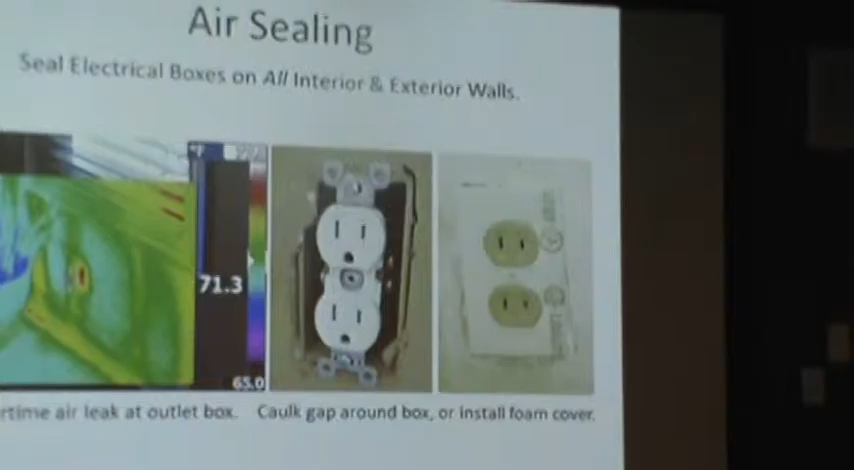 Air Sealing
Seal Electrical Boxes on All Interior & Exterior Walls.
°F
71.3
65.0
rtime air leak at outlet box. Caulk gap around box, or install foam cover.